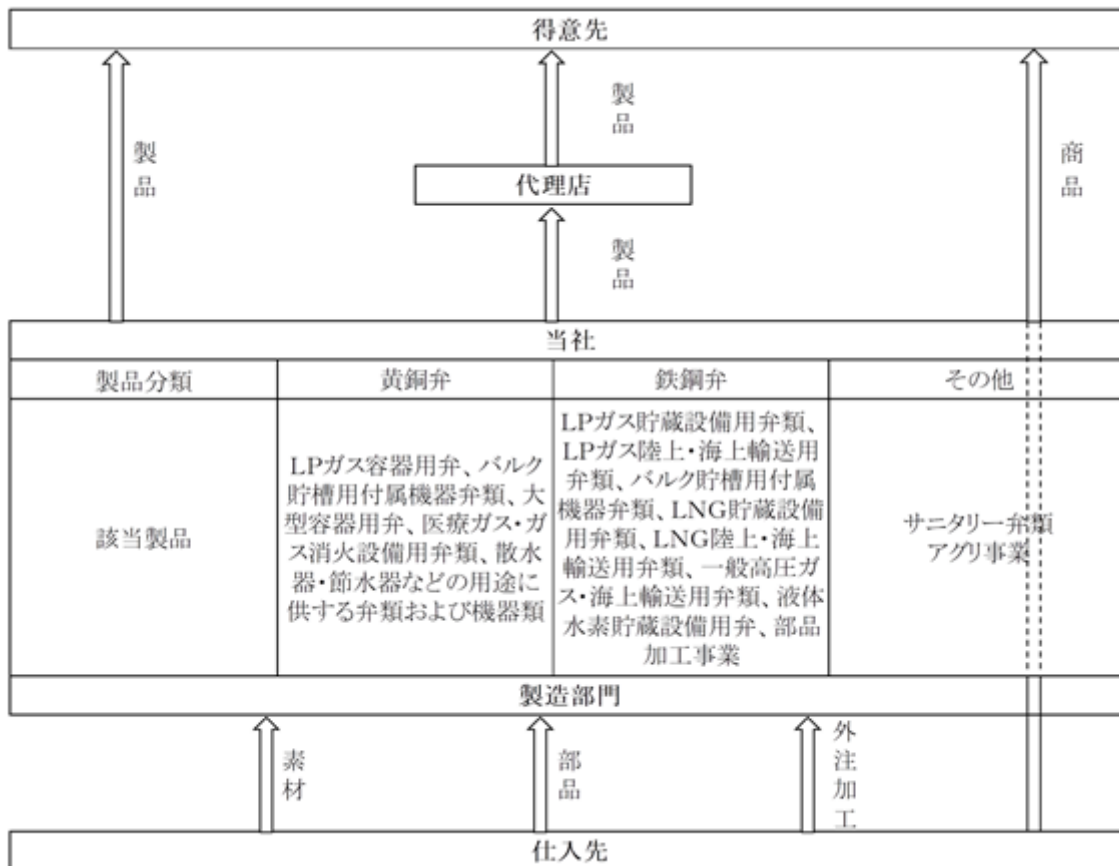 得意先
製品
製品
商品
代理店
製品
当社
製品分類
黄銅弁
鉄鋼弁
その他
該当製品
LPガス容器用弁、バルク
貯槽用付属機器弁類、大
型容器用弁、医療ガス・ガ
ス消火設備用弁類、散水
器・節水器などの用途に
供する弁類および機器類
LPガス貯蔵設備用弁類、
LPガス陸上・海上輸送用
弁類、バルク貯槽用付属
機器弁類、LNG貯蔵設備
用弁類、LNG陸上・海上
輸送用弁類、一般高圧ガ
ス・海上輸送用弁類、液体
水素貯蔵設備用弁、部品
加工事業
サニタリー弁類
アグリ事業
製造部門
素材
部品
外注加工
仕入先